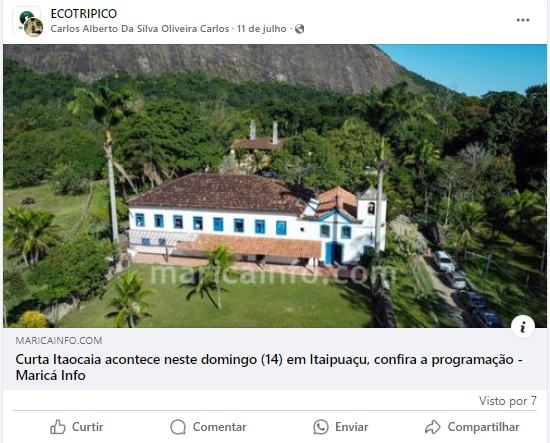 ECOTRIPICO
Carlos Alberto Da Silva Oliveira Carlos · 11 de julho ·
maricainfo.com
MARICAINFO.COM
Curta Itaocaia acontece neste domingo (14) em Itaipuaçu, confira a programação -
Maricá Info
Visto por 7
Curtir
Comentar
Enviar
Compartilhar